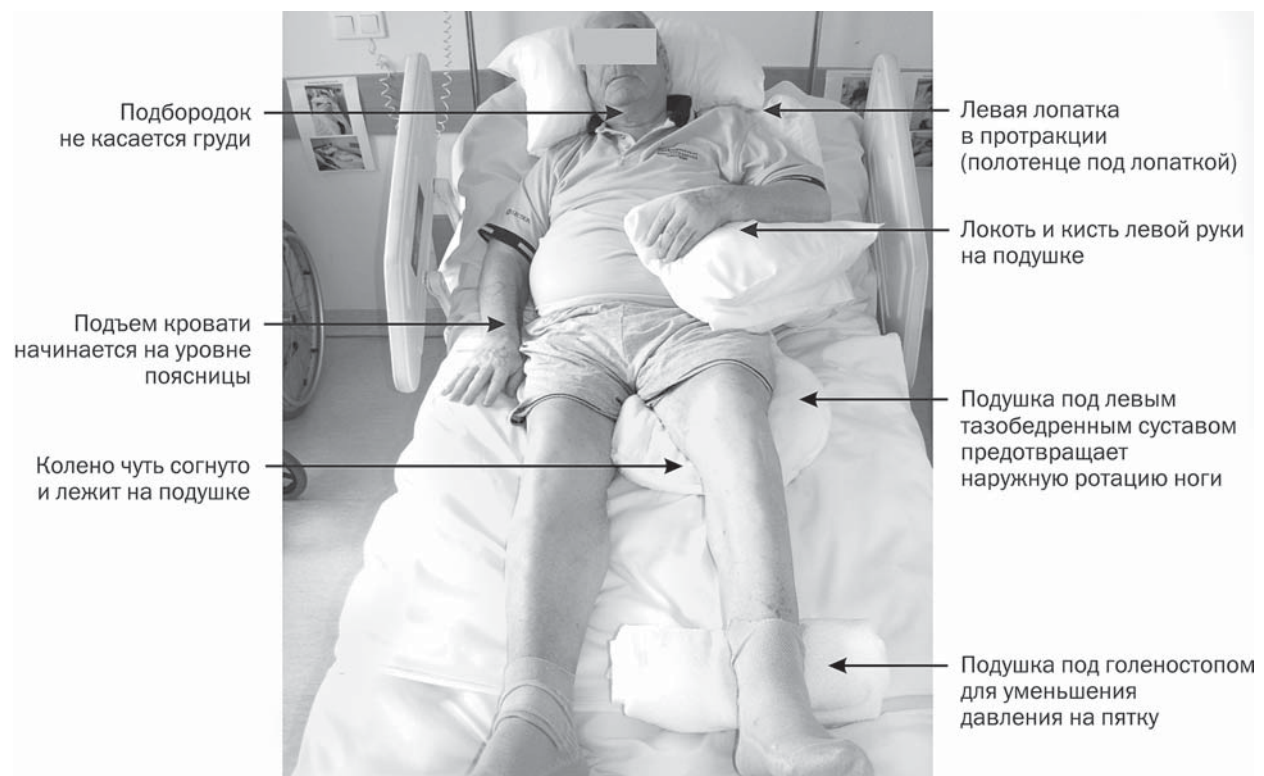 Подбородок
не касается груди
Подъем кровати
начинается на уровне
поясницы
Колено чуть согнуто
и лежит на подушке
Левая лопатка
в протракции
(полотенце под лопаткой)
Локоть и кисть левой руки
на подушке
Подушка под левым
тазобедренным суставом
предотвращает
наружную ротацию ноги
Подушка под голеностопом
для уменьшения
давления на пятку